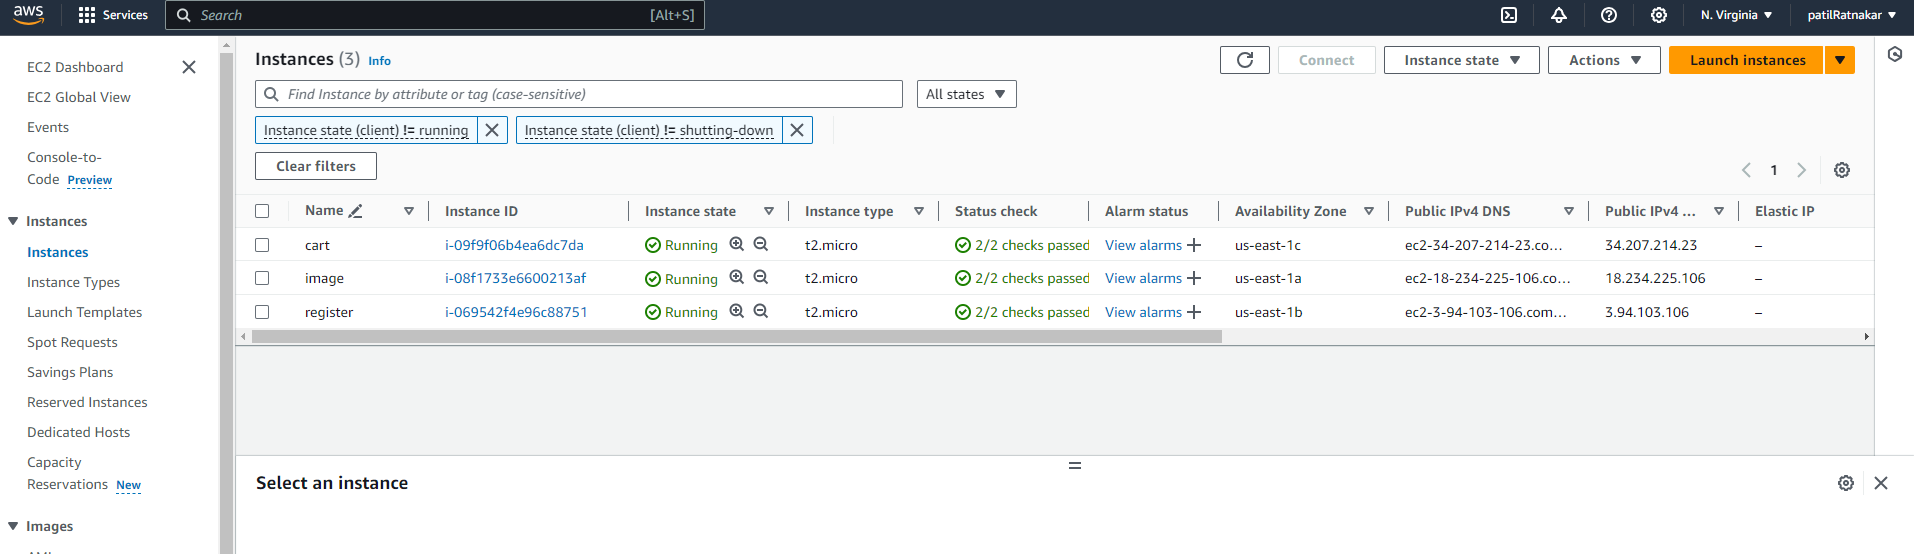 aws Services Search [Alt+S] N. Virginia patilRatnakar
EC2 Dashboard
EC2 Global View
Events
Console-to-
Code Preview
Instances
Instances
Instance Types
Launch Templates
Spot Requests
Savings Plans
Reserved Instances
Dedicated Hosts
Capacity
Reservations New
Images
Instances (3) Info Connect Instance state Actions Launch instances
Find Instance by attribute or tag (case-sensitive) All states
Instance state (client) != running Instance state (client) != shutting-down
Clear filters 1
Name Instance ID Instance state Instance type Status check Alarm status Availability Zone Public IPv4 DNS Public IPv4 ... Elastic IP
cart i-09f9f06b4ea6dc7da Running t2.micro 2/2 checks passed View alarms + us-east-1c ec2-34-207-214-23.co... 34.207.214.23 –
image i-08f1733e6600213af Running t2.micro 2/2 checks passed View alarms + us-east-1a ec2-18-234-225-106.co... 18.234.225.106 –
register i-069542f4e96c88751 Running t2.micro 2/2 checks passed View alarms + us-east-1b ec2-3-94-103-106.com... 3.94.103.106 –
Select an instance